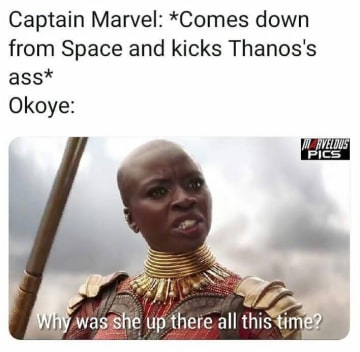 Captain Marvel: *Comes down
from Space and kicks Thanos's
ass*
Okoye:
MARVELOUS
PICS
Why was she up there all this time?